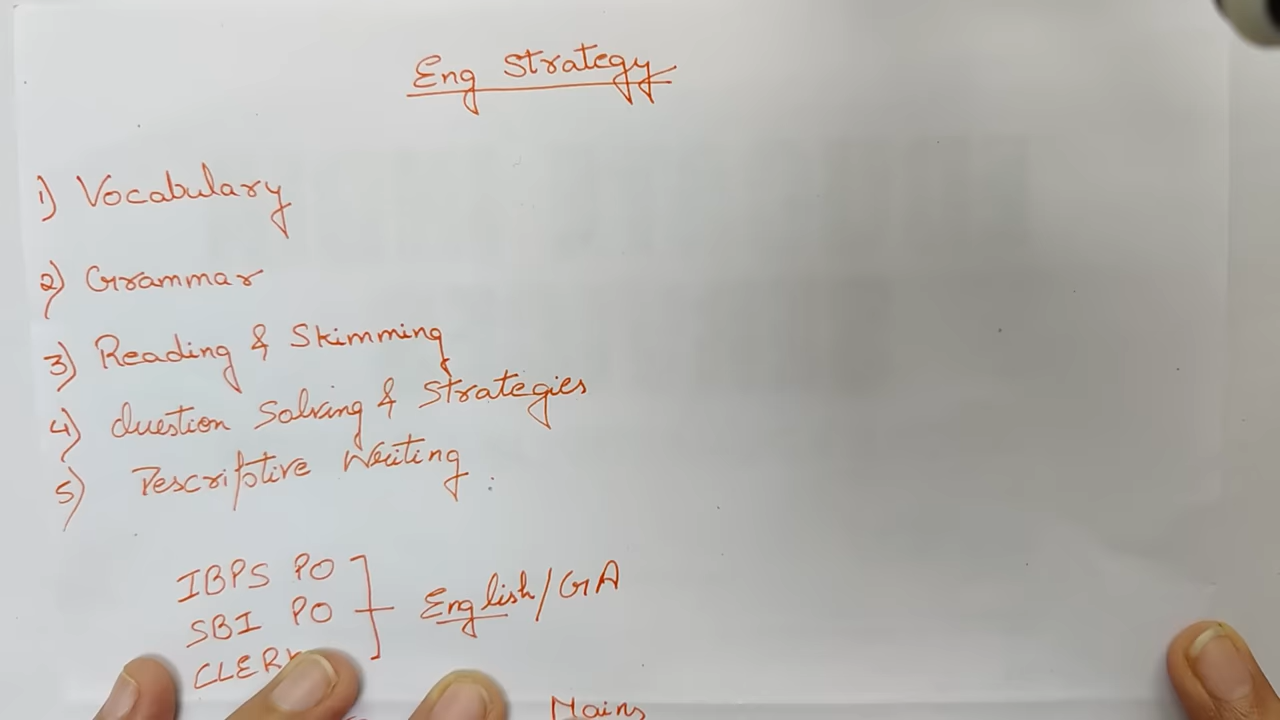 Eng Strategy
1) Vocabulary
2) Grammar
3) Reading & Skimming
4) Question Solving & Strategies
5) Descriptive Writing
IBPS PO
SBI PO
English/GA
CLERK
Mains